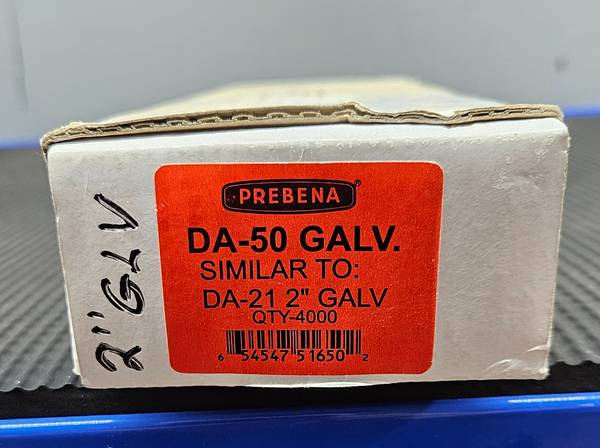 PREBENA®
DA-50 GALV.
SIMILAR TO:
DA-21 2" GALV
QTY-4000
6 54547 51650 2
2" GLV